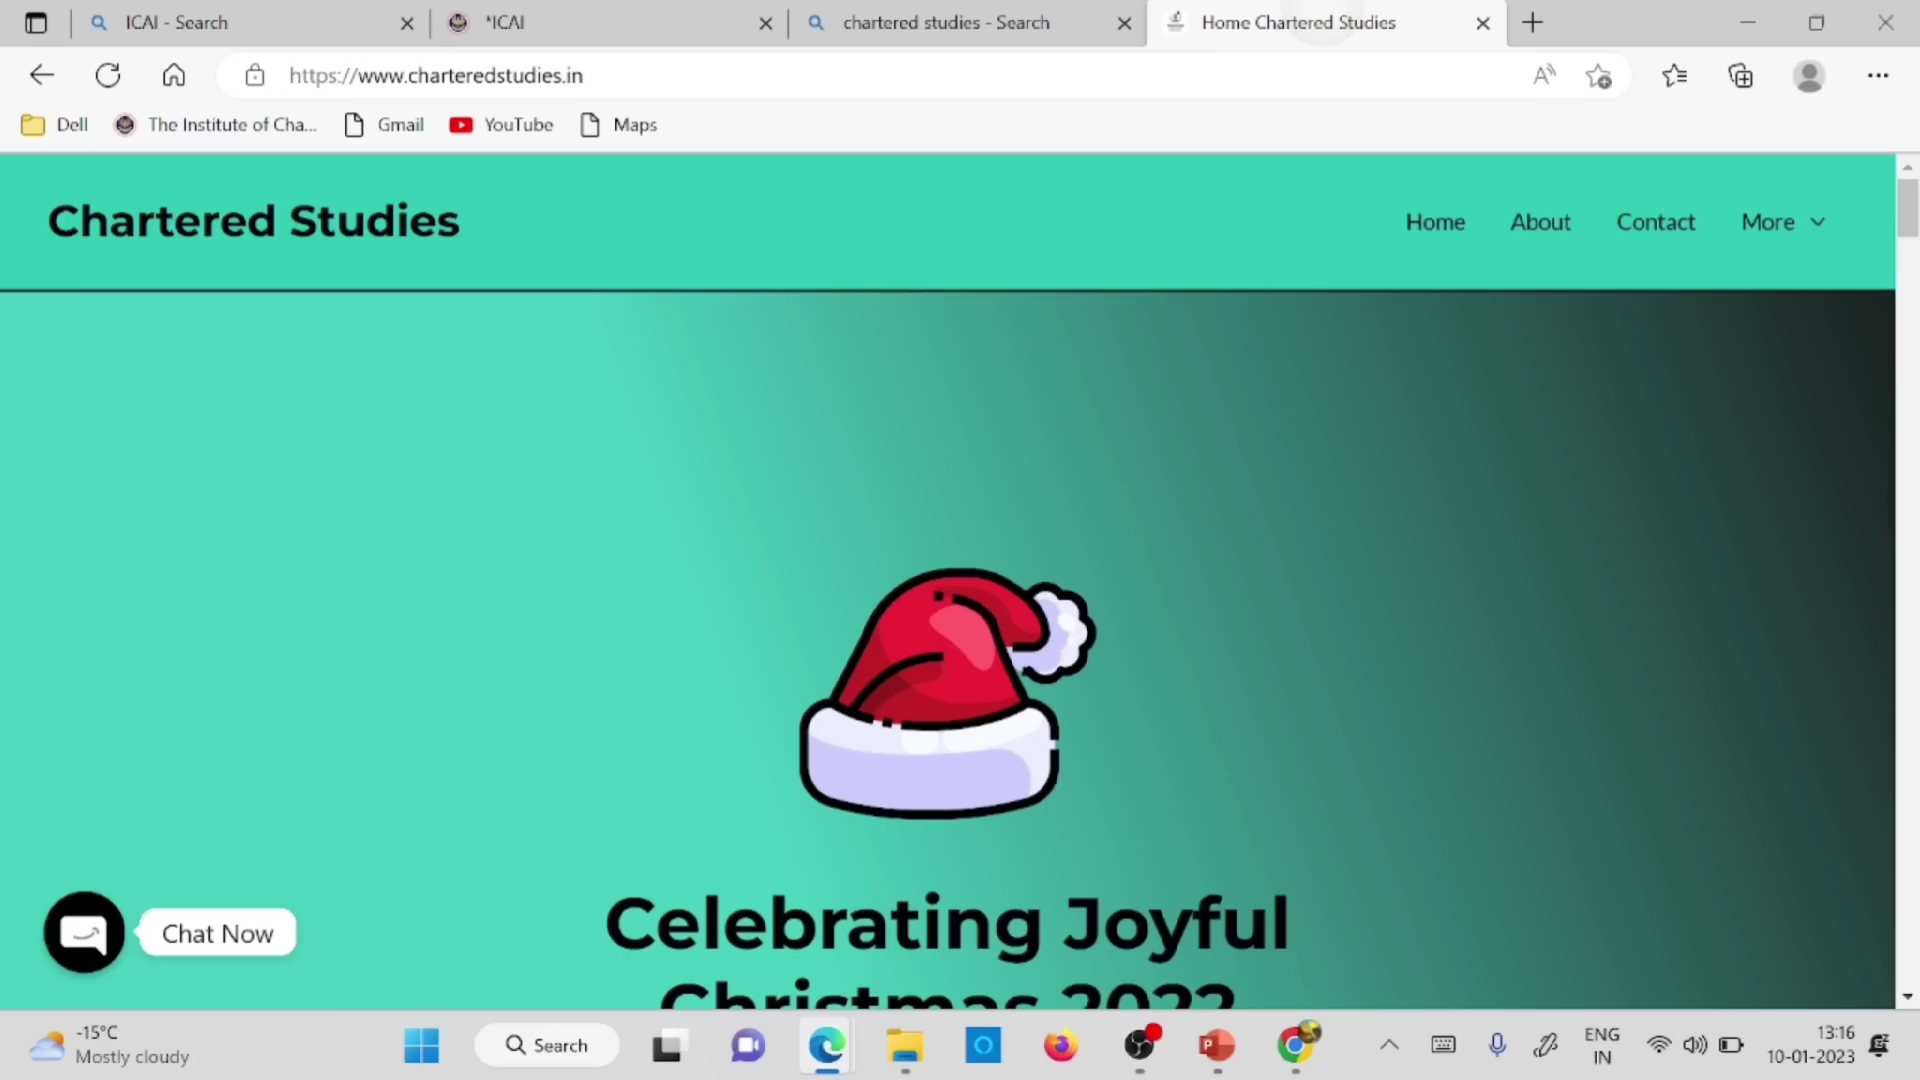 ICAI - Search
*ICAI
chartered studies - Search
Home Chartered Studies
https://www.charteredstudies.in
Dell
The Institute of Cha...
Gmail
YouTube
Maps
Chartered Studies
Home
About
Contact
More
Celebrating Joyful
Christmas 2022
Chat Now
-15°C
Mostly cloudy
Search
ENG
IN
13:16
10-01-2023